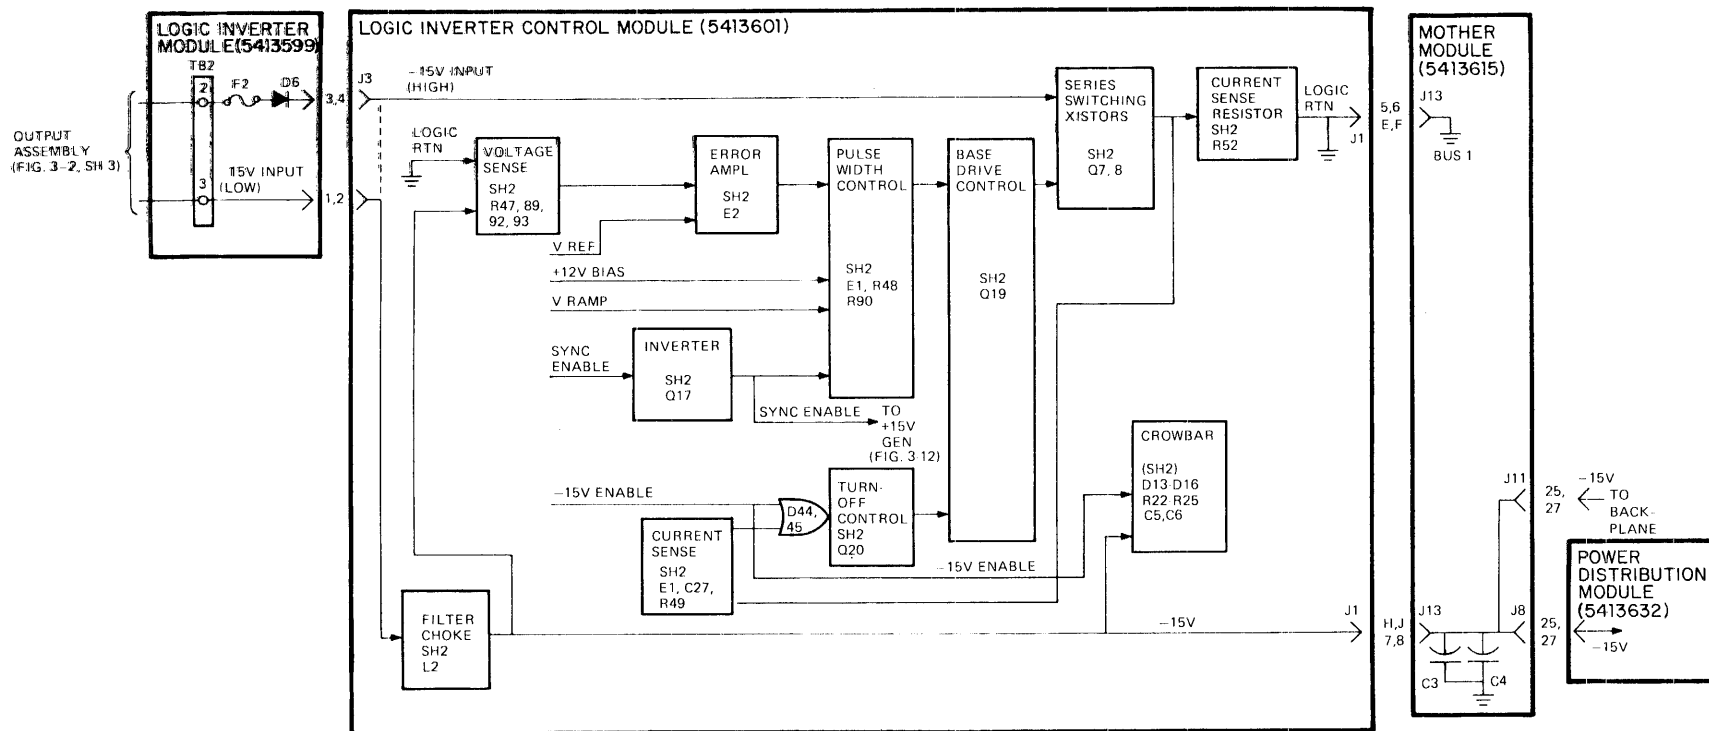 LOGIC INVERTER
MODULE(5413599)
TB2
2
F2
D6
3
15V INPUT
(LOW)
OUTPUT
ASSEMBLY
(FIG. 3-2, SH 3)
3,4
1,2
LOGIC INVERTER CONTROL MODULE (5413601)
J3
-15V INPUT
(HIGH)
LOGIC
RTN
VOLTAGE
SENSE
SH2
R47, 89,
92, 93
ERROR
AMPL
SH2
E2
PULSE
WIDTH
CONTROL
SH2
E1, R48
R90
BASE
DRIVE
CONTROL
SH2
Q19
SERIES
SWITCHING
XISTORS
SH2
Q7, 8
CURRENT
SENSE
RESISTOR
SH2
R52
LOGIC
RTN
J1
V REF
+12V BIAS
V RAMP
SYNC
ENABLE
INVERTER
SH2
Q17
SYNC ENABLE
TO
+15V
GEN
(FIG. 3-12)
-15V ENABLE
D44,
45
TURN-
OFF
CONTROL
SH2
Q20
CURRENT
SENSE
SH2
E1, C27,
R49
-15V ENABLE
CROWBAR
(SH2)
D13-D16
R22-R25
C5,C6
FILTER
CHOKE
SH2
L2
-15V
J1
5,6
E,F
H,J
7,8
MOTHER
MODULE
(5413615)
J13
BUS 1
J11
J13
J8
C3
C4
25,
27
-15V
TO
BACK-
PLANE
25,
27
POWER
DISTRIBUTION
MODULE
(5413632)
-15V